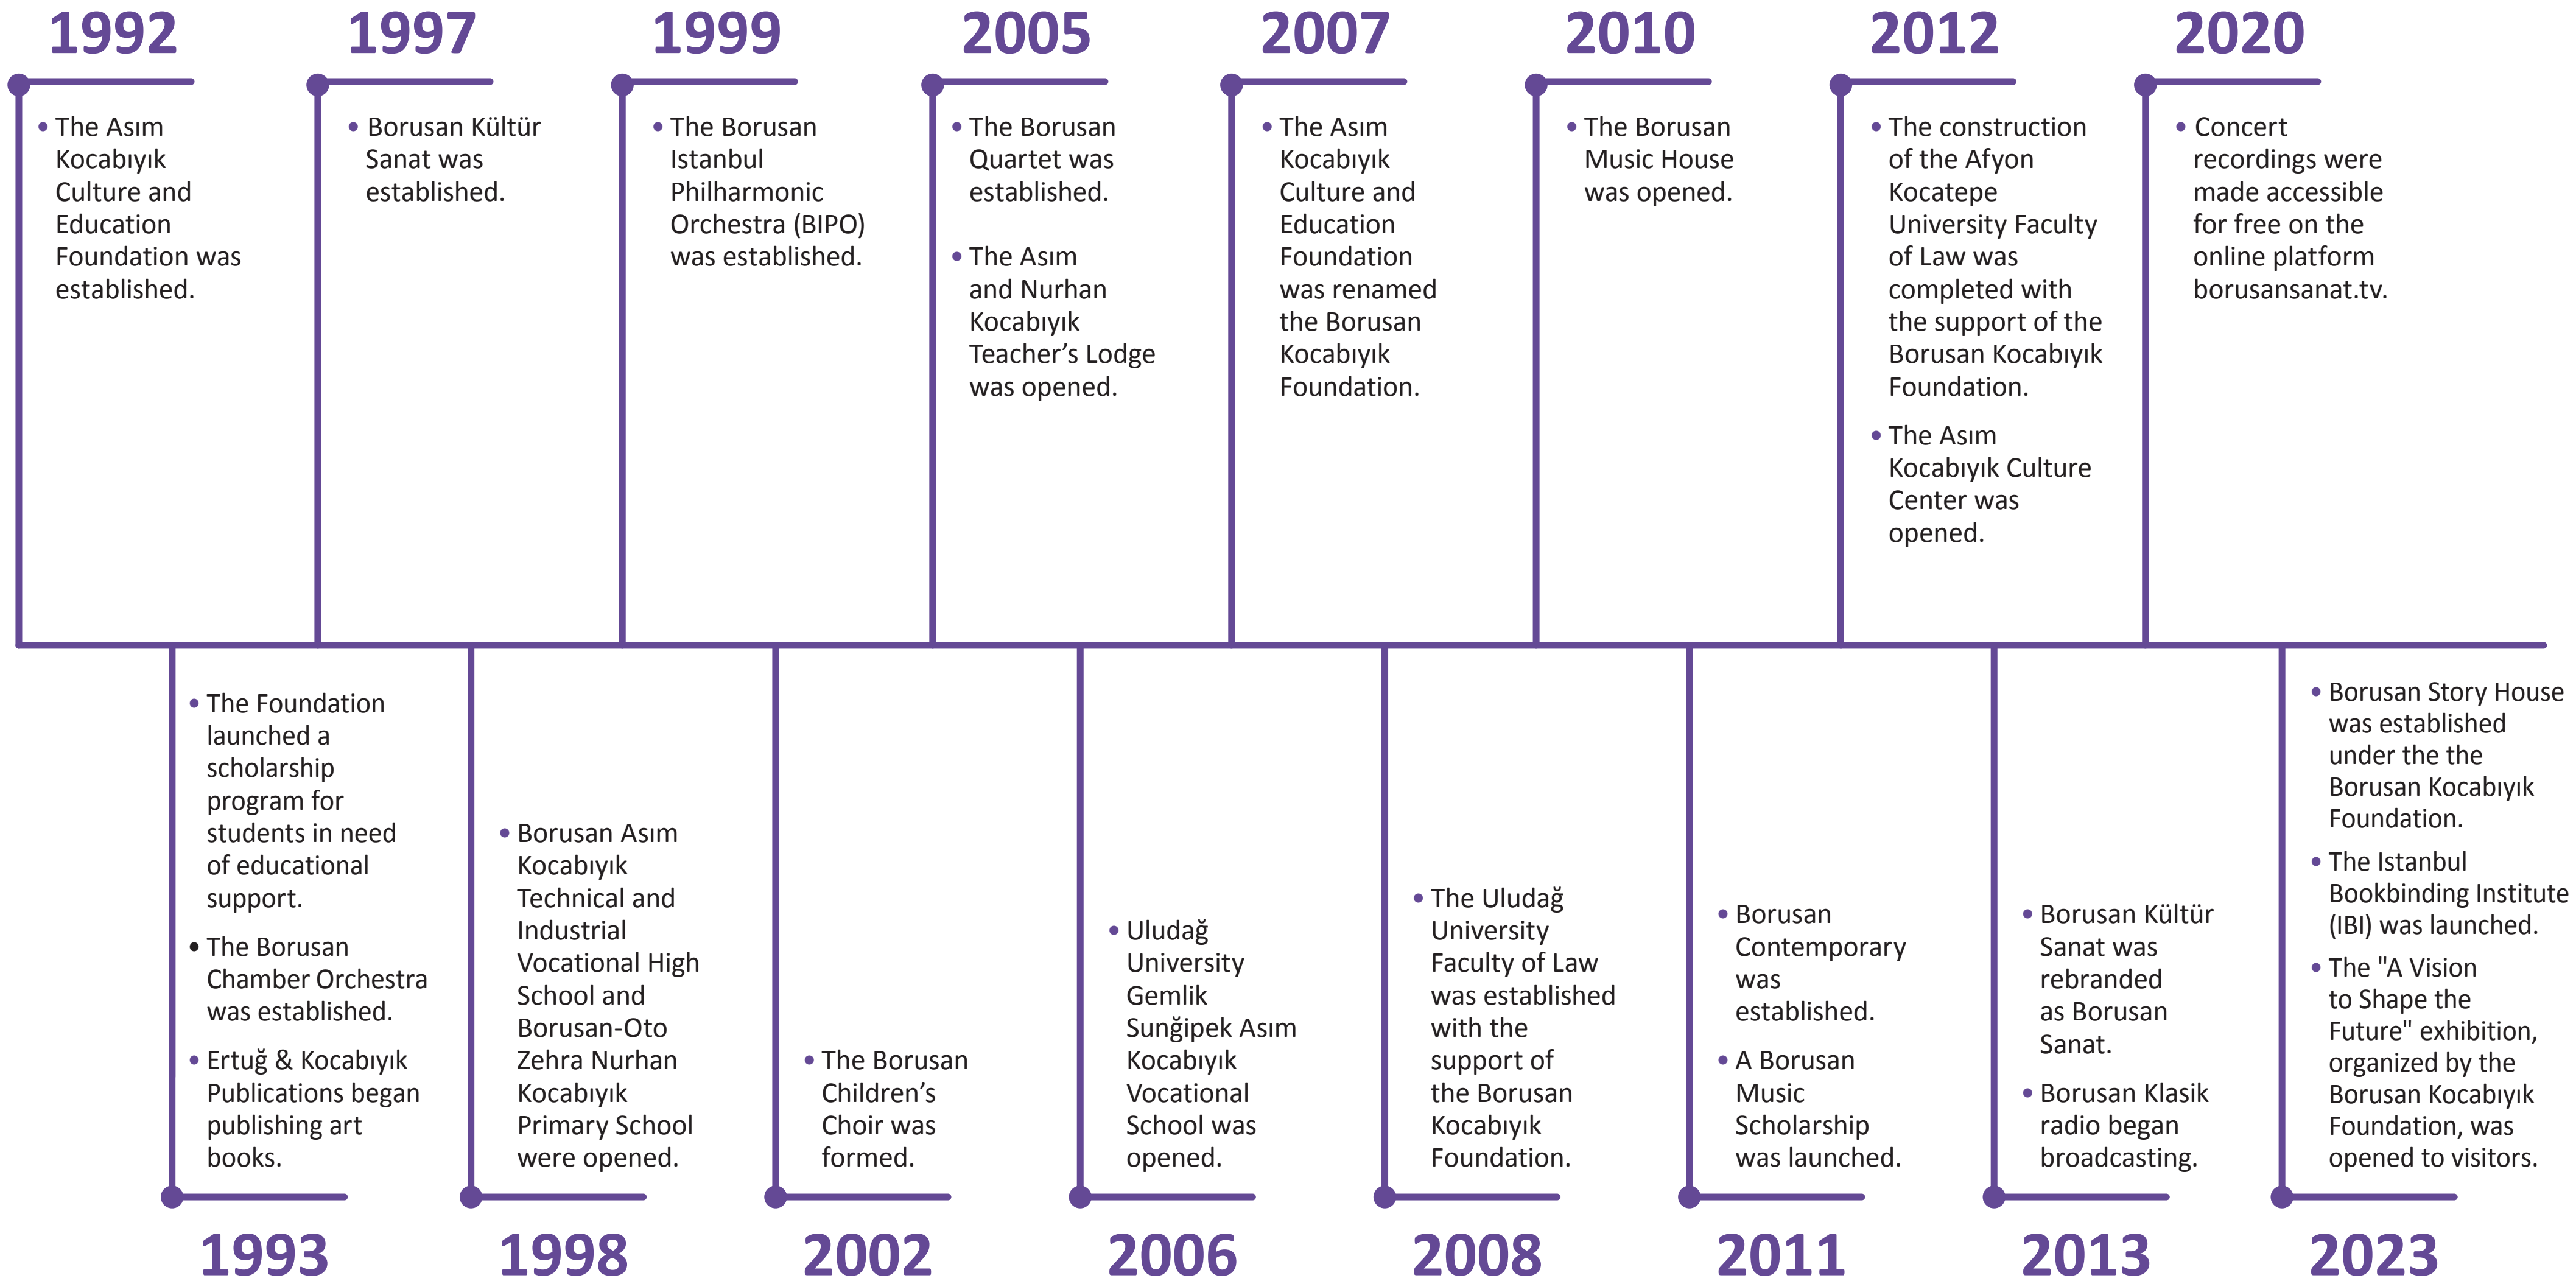 1992
• The Asım
Kocabıyık
Culture and
Education
Foundation was
established.
1997
• Borusan Kültür
Sanat was
established.
1999
• The Borusan
Istanbul
Philharmonic
Orchestra (BIPO)
was established.
2005
• The Borusan
Quartet was
established.
• The Asım
and Nurhan
Kocabıyık
Teacher’s Lodge
was opened.
2007
• The Asım
Kocabıyık
Culture and
Education
Foundation
was renamed
the Borusan
Kocabıyık
Foundation.
2010
• The Borusan
Music House
was opened.
2012
• The construction
of the Afyon
Kocatepe
University Faculty
of Law was
completed with
the support of the
Borusan Kocabıyık
Foundation.
• The Asım
Kocabıyık Culture
Center was
opened.
2020
• Concert
recordings were
made accessible
for free on the
online platform
borusansanat.tv.
• The Foundation
launched a
scholarship
program for
students in need
of educational
support.
• The Borusan
Chamber Orchestra
was established.
• Ertuğ & Kocabıyık
Publications began
publishing art
books.
1993
• Borusan Asım
Kocabıyık
Technical and
Industrial
Vocational High
School and
Borusan-Oto
Zehra Nurhan
Kocabıyık
Primary School
were opened.
1998
• The Borusan
Children’s
Choir was
formed.
2002
• Uludağ
University
Gemlik
Sunğipek Asım
Kocabıyık
Vocational
School was
opened.
2006
• The Uludağ
University
Faculty of Law
was established
with the
support of
the Borusan
Kocabıyık
Foundation.
2008
• Borusan
Contemporary
was
established.
• A Borusan
Music
Scholarship
was launched.
2011
• Borusan Kültür
Sanat was
rebranded
as Borusan
Sanat.
• Borusan Klasik
radio began
broadcasting.
2013
• Borusan Story House
was established
under the the
Borusan Kocabıyık
Foundation.
• The Istanbul
Bookbinding Institute
(IBI) was launched.
• The "A Vision
to Shape the
Future" exhibition,
organized by the
Borusan Kocabıyık
Foundation, was
opened to visitors.
2023